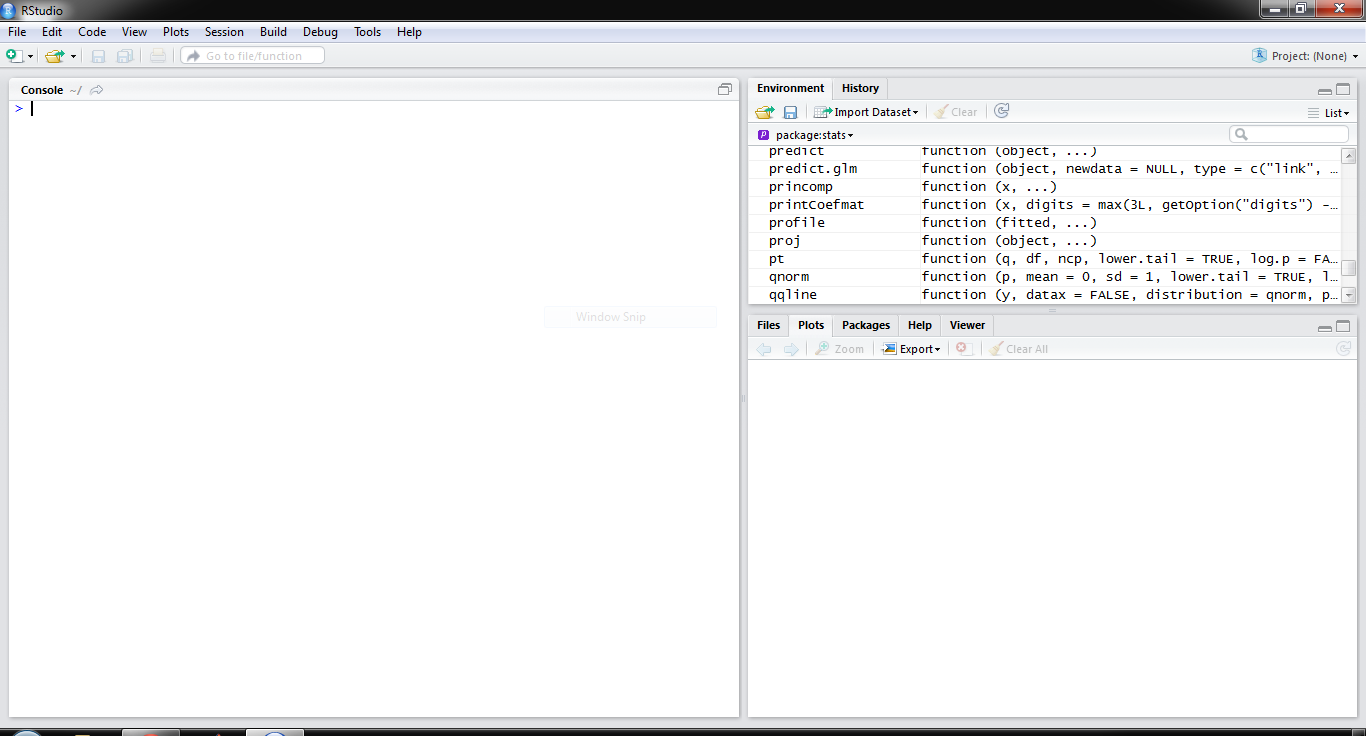 RStudio
File Edit Code View Plots Session Build Debug Tools Help
Go to file/function
Project: (None)
Console ~/
>
Window Snip
Environment History
Import Dataset Clear
List
package:stats
predict function (object, ...)
predict.glm function (object, newdata = NULL, type = c("link", …
princomp function (x, ...)
printCoefmat function (x, digits = max(3L, getOption("digits") -…
profile function (fitted, ...)
proj function (object, ...)
pt function (q, df, ncp, lower.tail = TRUE, log.p = FA…
qnorm function (p, mean = 0, sd = 1, lower.tail = TRUE, l…
qqline function (y, datax = FALSE, distribution = qnorm, p…
Files Plots Packages Help Viewer
Zoom Export Clear All